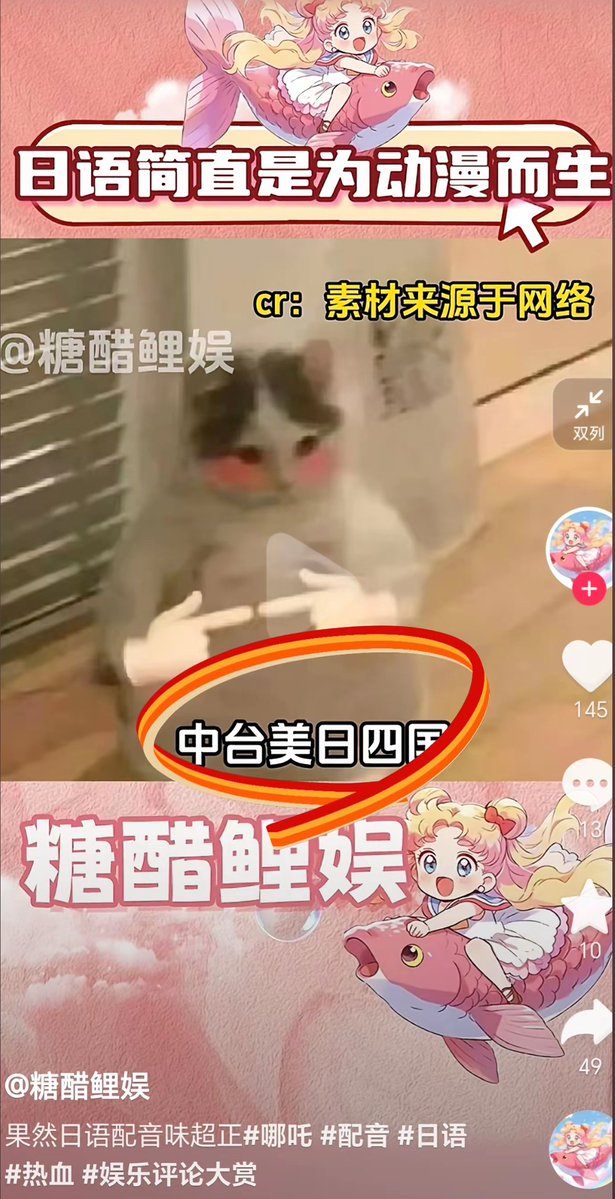 日语简直是为动漫而生
cr：素材来源于网络
@糖醋鲤娱
双列
145
中台美日四国
糖醋鲤娱
13
10
49
@糖醋鲤娱
果然日语配音味超正#哪吒 #配音 #日语
#热血 #娱乐评论大赏